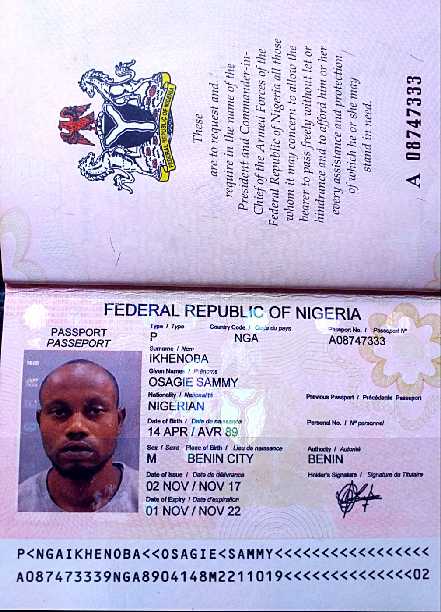 These
are to request and
require in the name of the
President and Commander-in-
Chief of the Armed Forces of the
Federal Republic of Nigeria all those
whom it may concern to allow the
bearer to pass freely without let or
hindrance and to afford him or her
every assistance and protection
of which he or she may
stand in need.
A 08747333
FEDERAL REPUBLIC OF NIGERIA
PASSPORT
PASSEPORT
Type / Type
Country Code / Code du pays
Passport No. / Passeport N°
P
NGA
A08747333
Surname / Nom
IKHENOBA
Given Names / Prénoms
OSAGIE SAMMY
Nationality / Nationalité
Previous Passport / Précédente Passeport
NIGERIAN
Date of Birth / Date de naissance
Personal No. / N° personnel
14 APR / AVR 89
Sex / Sexe Place of Birth / Lieu de naissance
Authority / Autorité
M BENIN CITY
BENIN
Date of Issue / Date de délivrance
Holder's Signature / Signature du Titulaire
02 NOV / NOV 17
Date of Expiry / Date d'expiration
01 NOV / NOV 22
P<NGAIKHENOBA<<OSAGIE<SAMMY<<<<<<<<<<<<<<<<<
A087473339NGA8904148M2211019<<<<<<<<<<<<<<02